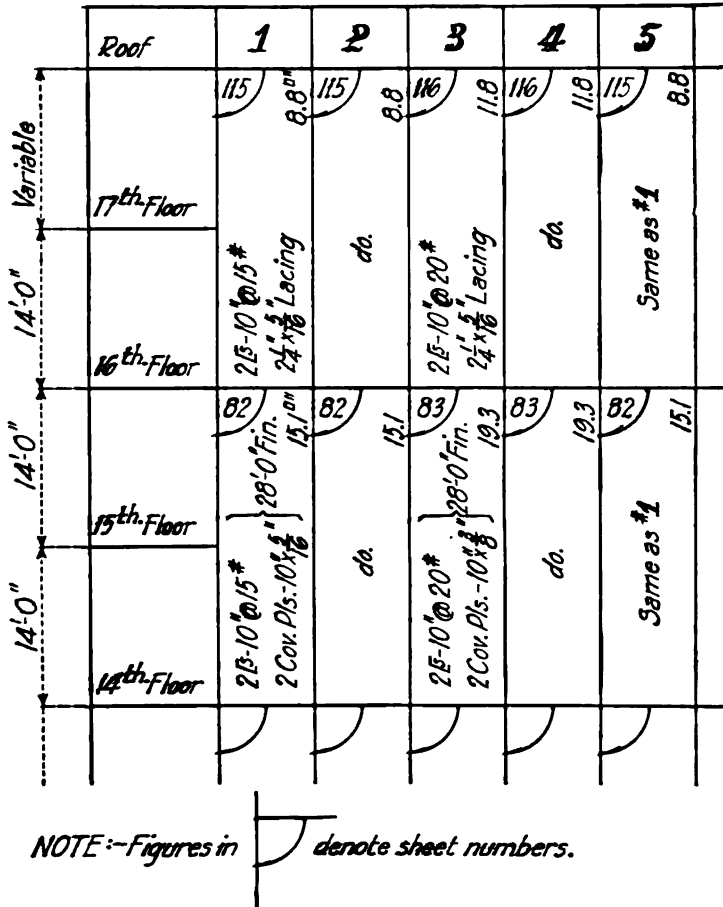 Roof 1 2 3 4 5
115 8.8□" 115 8.8 116 11.8 116 11.8 115 8.8
Variable
17th Floor
14'-0"
16th Floor
2[s-10"@15#
2¼"x5/16" Lacing
do.
2[s-10"@20#
2¼"x5/16" Lacing
do.
Same as #1
82 15.1□" 82 15.1 83 19.3 83 19.3 82 15.1
14'-0"
15th Floor
14'-0"
14th Floor
2[s-10"@15#
2 Cov. Pls.-10"x5/16"
28'-0" Fin.
do.
2[s-10"@20#
2 Cov. Pls.-10"x3/8"
28'-0" Fin.
do.
Same as #1
NOTE:-Figures in denote sheet numbers.